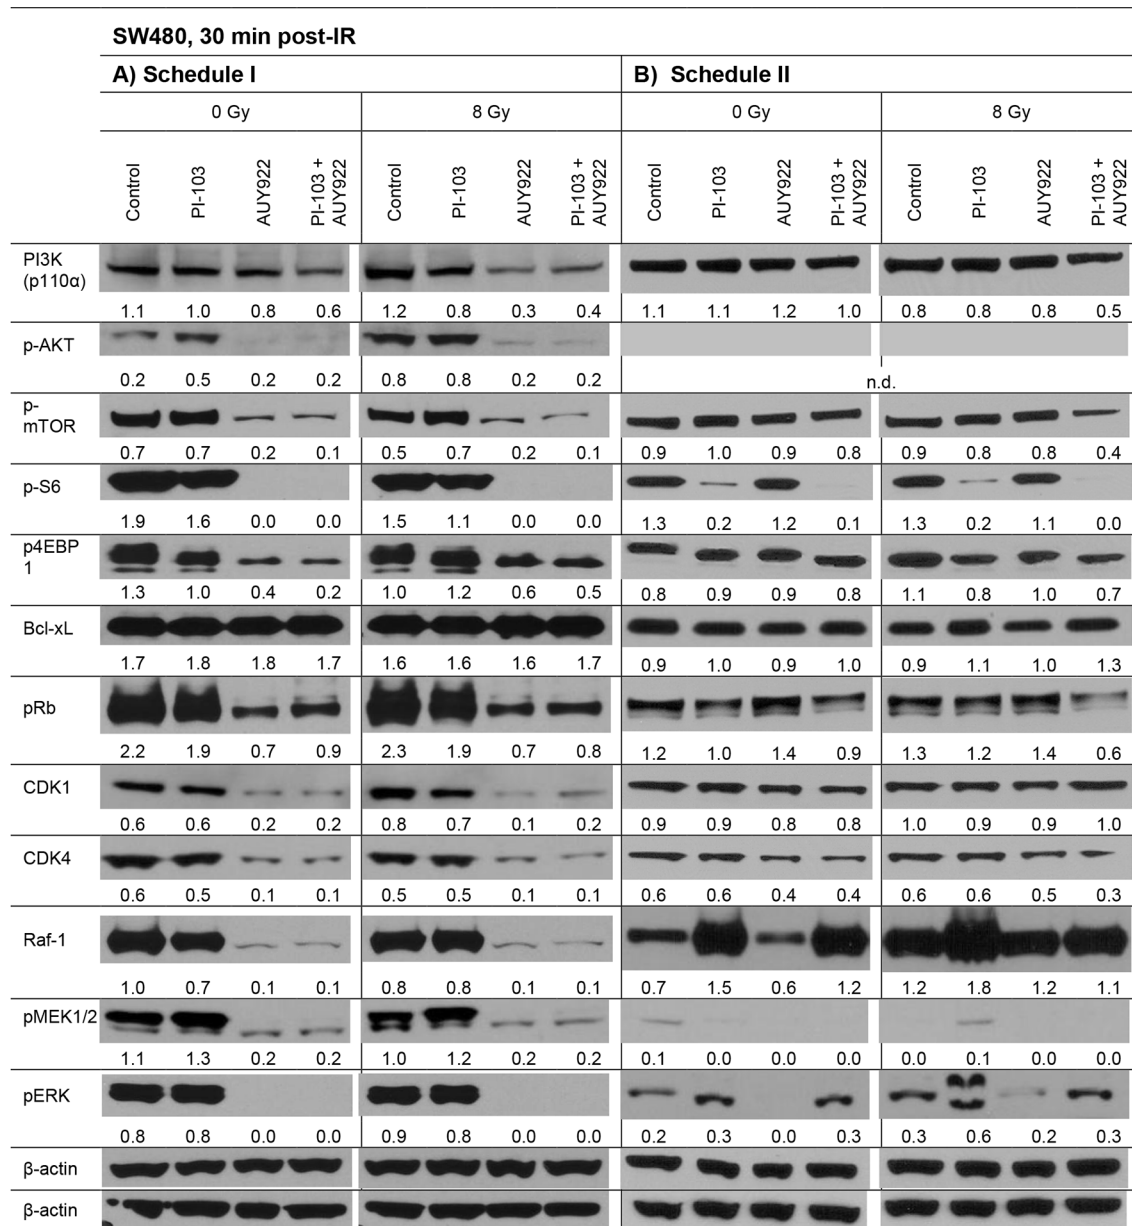 SW480, 30 min post-IR
A) Schedule I B) Schedule II
0 Gy 8 Gy 0 Gy 8 Gy
Control PI-103 AUY922 PI-103 + AUY922 Control PI-103 AUY922 PI-103 + AUY922 Control PI-103 AUY922 PI-103 + AUY922 Control PI-103 AUY922 PI-103 + AUY922
PI3K
(p110α)
1.1 1.0 0.8 0.6 1.2 0.8 0.3 0.4 1.1 1.1 1.2 1.0 0.8 0.8 0.8 0.5
p-AKT
0.2 0.5 0.2 0.2 0.8 0.8 0.2 0.2 n.d.
p-
mTOR
0.7 0.7 0.2 0.1 0.5 0.7 0.2 0.1 0.9 1.0 0.9 0.8 0.9 0.8 0.8 0.4
p-S6
1.9 1.6 0.0 0.0 1.5 1.1 0.0 0.0 1.3 0.2 1.2 0.1 1.3 0.2 1.1 0.0
p4EBP
1
1.3 1.0 0.4 0.2 1.0 1.2 0.6 0.5 0.8 0.9 0.9 0.8 1.1 0.8 1.0 0.7
Bcl-xL
1.7 1.8 1.8 1.7 1.6 1.6 1.6 1.7 0.9 1.0 0.9 1.0 0.9 1.1 1.0 1.3
pRb
2.2 1.9 0.7 0.9 2.3 1.9 0.7 0.8 1.2 1.0 1.4 0.9 1.3 1.2 1.4 0.6
CDK1
0.6 0.6 0.2 0.2 0.8 0.7 0.1 0.2 0.9 0.9 0.8 0.8 1.0 0.9 0.9 1.0
CDK4
0.6 0.5 0.1 0.1 0.5 0.5 0.1 0.1 0.6 0.6 0.4 0.4 0.6 0.6 0.5 0.3
Raf-1
1.0 0.7 0.1 0.1 0.8 0.8 0.1 0.1 0.7 1.5 0.6 1.2 1.2 1.8 1.2 1.1
pMEK1/2
1.1 1.3 0.2 0.2 1.0 1.2 0.2 0.2 0.1 0.0 0.0 0.0 0.0 0.1 0.0 0.0
pERK
0.8 0.8 0.0 0.0 0.9 0.8 0.0 0.0 0.2 0.3 0.0 0.3 0.3 0.6 0.2 0.3
β-actin
β-actin